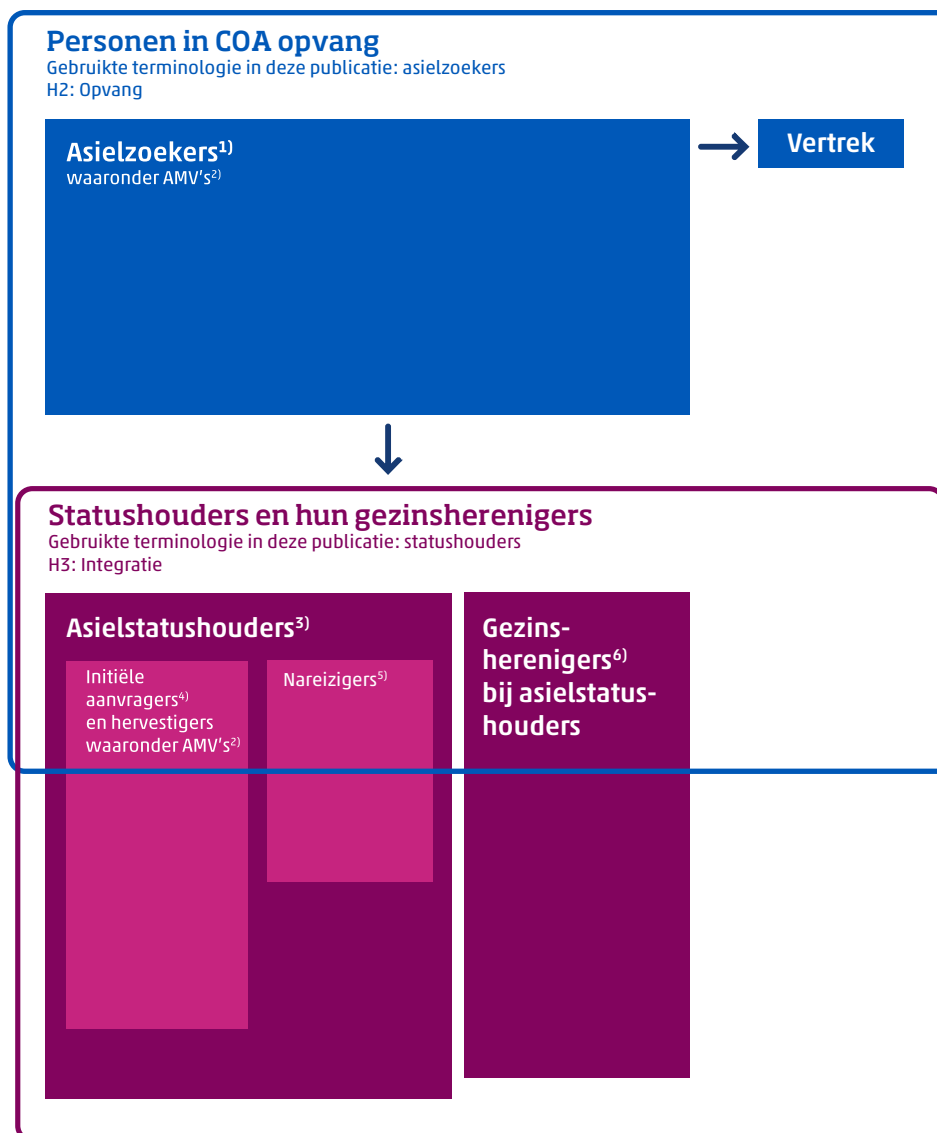 Personen in COA opvang
Gebruikte terminologie in deze publicatie: asielzoekers
H2: Opvang
Asielzoekers1)
waaronder AMV's2)
Vertrek
Statushouders en hun gezinsherenigers
Gebruikte terminologie in deze publicatie: statushouders
H3: Integratie
Asielstatushouders3)
Initiële
aanvragers4)
en hervestigers
waaronder AMV's2)
Nareizigers5)
Gezins-
herenigers6)
bij asielstatus-
houders